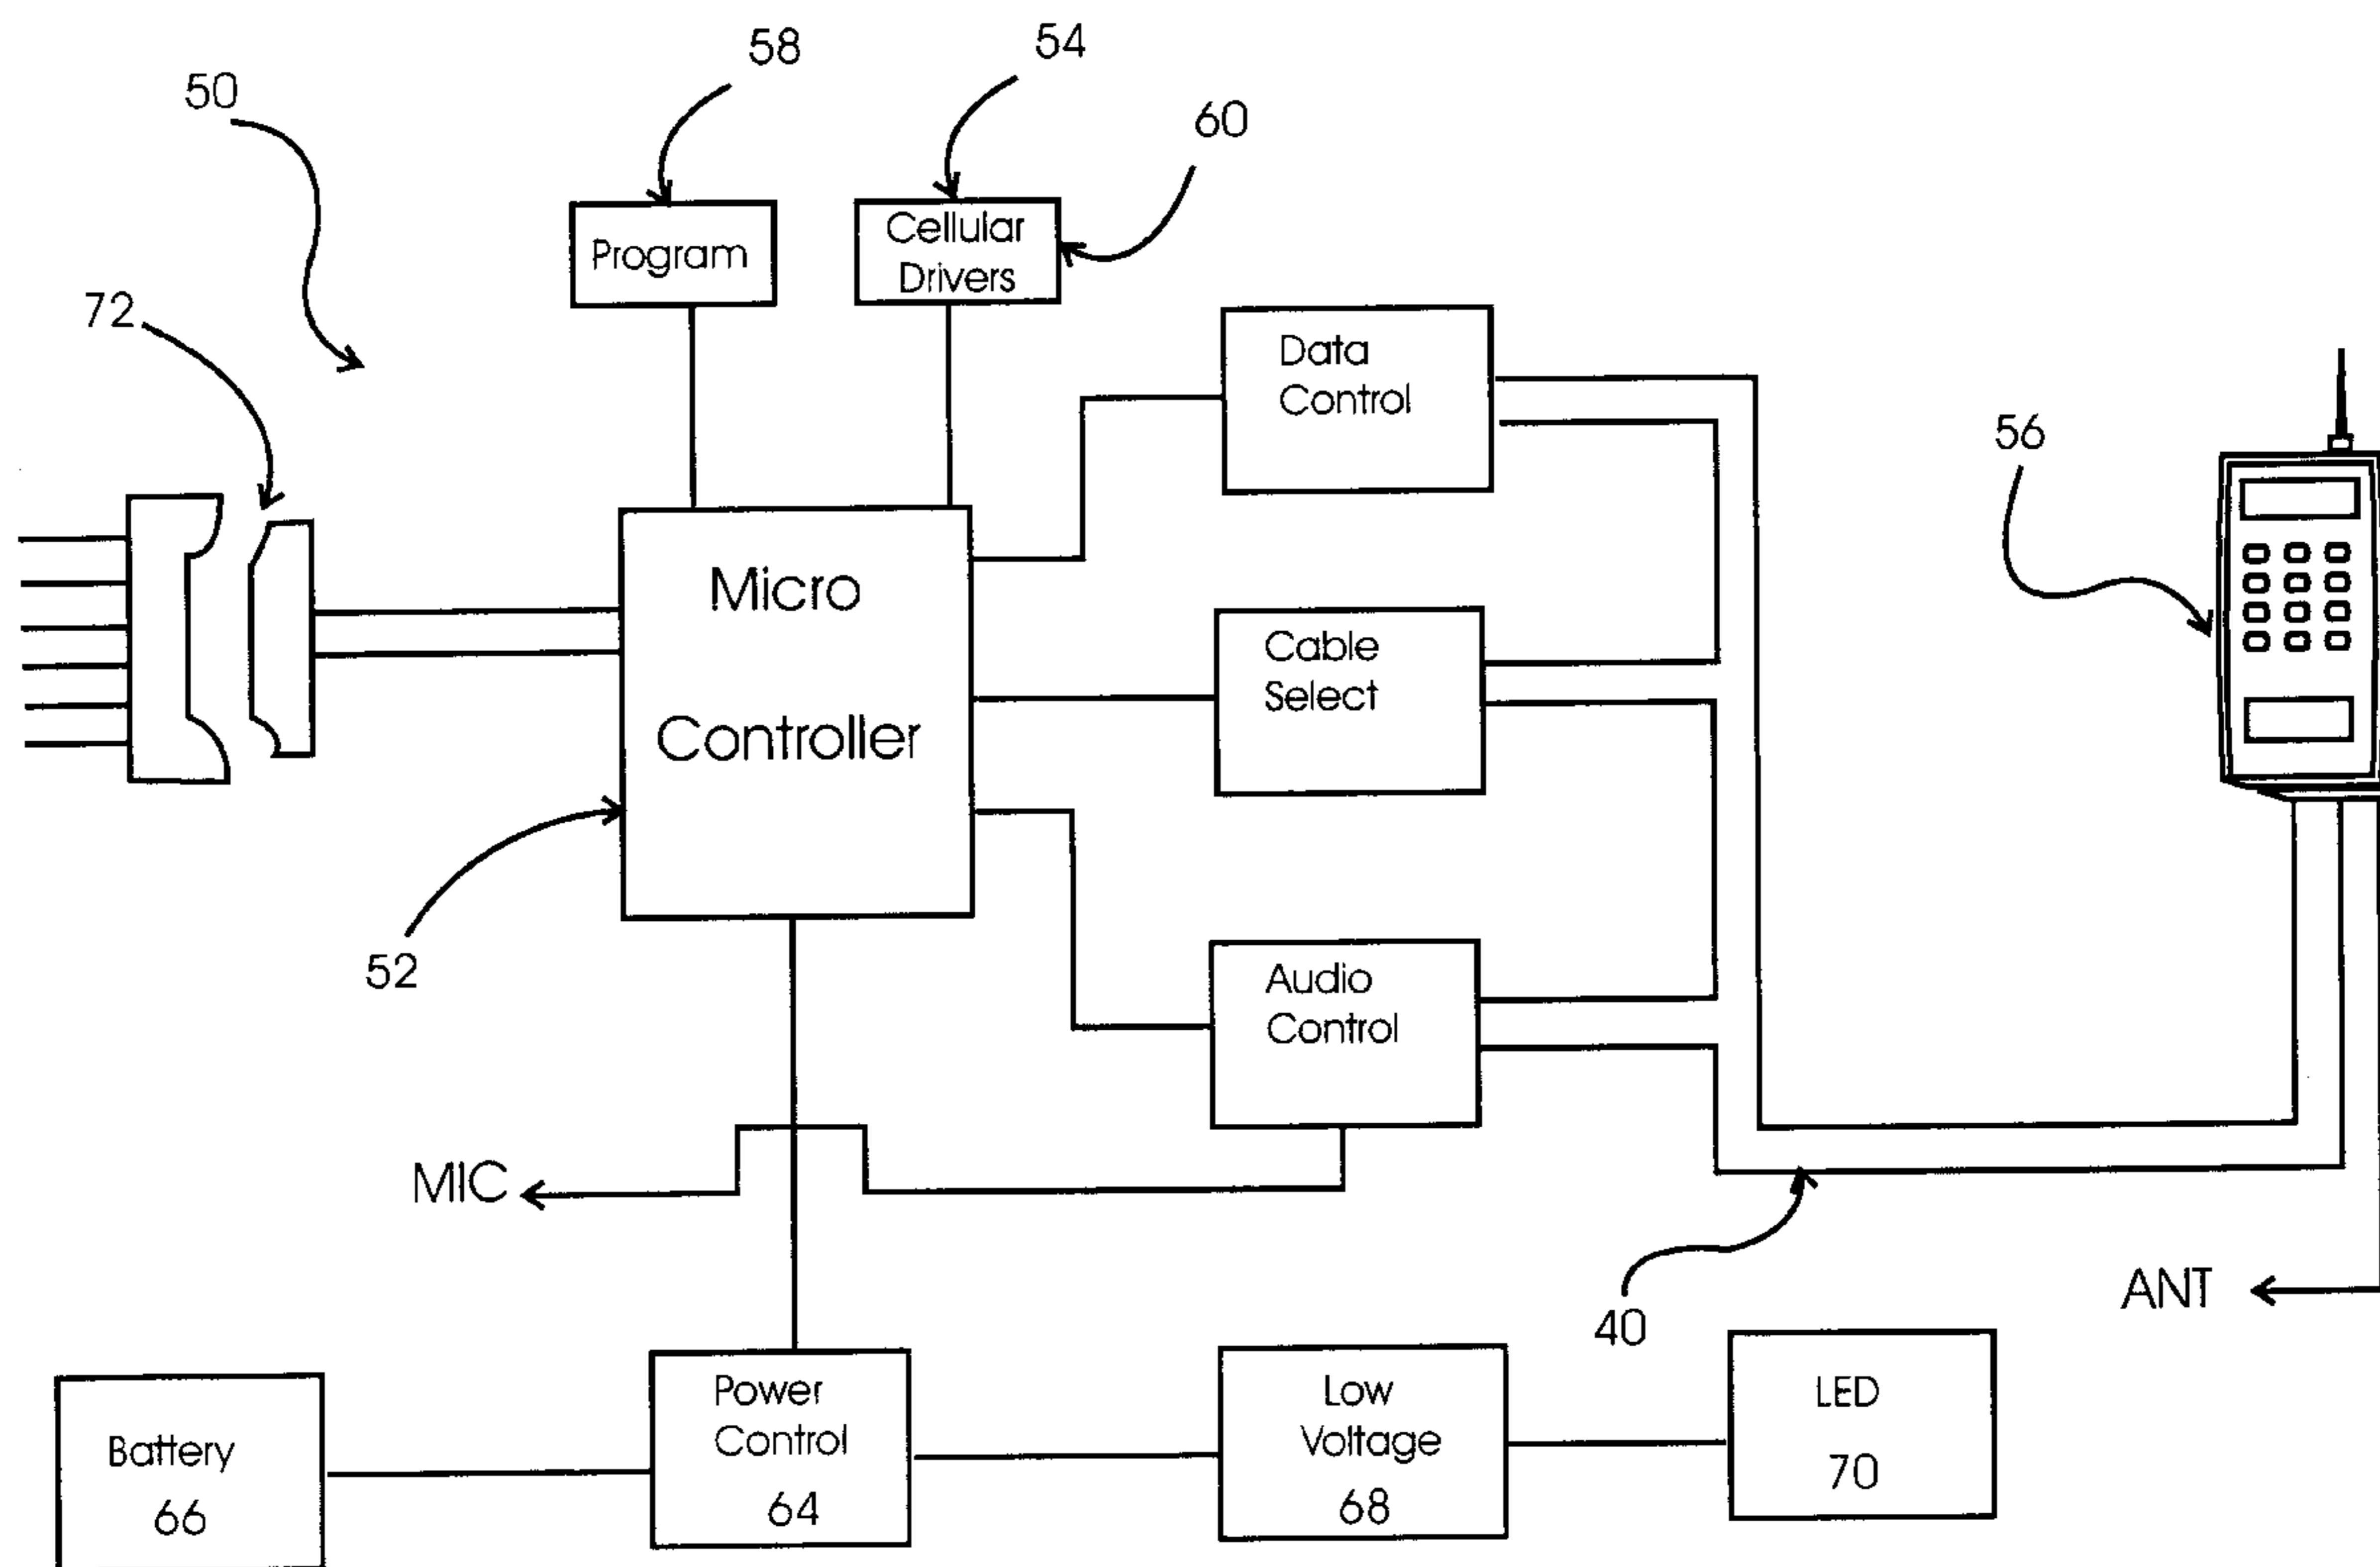 58
54
50
60
Program
Cellular
Drivers
72
Data
Control
56
Micro
Controller
Cable
Select
52
Audio
Control
MIC
40
ANT
Battery
66
Power
Control
64
Low
Voltage
68
LED
70